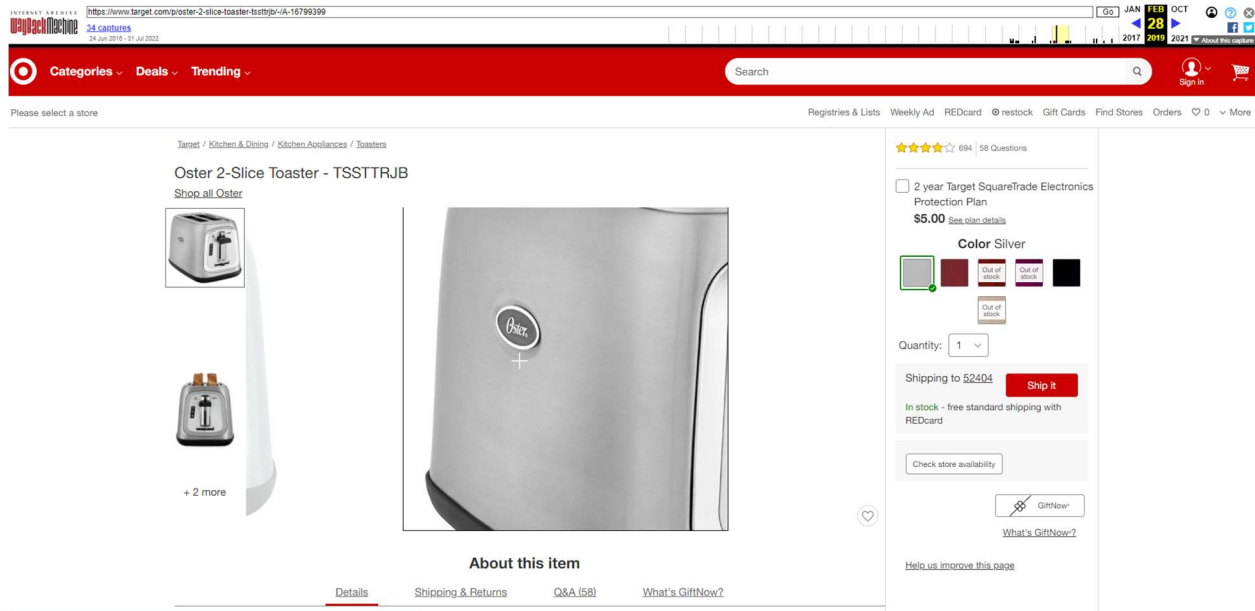 INTERNET ARCHIVE
WayBackMachine
https://www.target.com/p/oster-2-slice-toaster-tssttrjb/-/A-16799399
Go
JAN FEB OCT
34 captures
28
24 Jun 2016 - 31 Jul 2022
2017 2019 2021
About this capture
Categories Deals Trending
Search
Sign in
Please select a store
Registries & Lists Weekly Ad REDcard restock Gift Cards Find Stores Orders 0 More
Target / Kitchen & Dining / Kitchen Appliances / Toasters
Oster 2-Slice Toaster - TSSTTRJB
Shop all Oster
Oster
+ 2 more
694 58 Questions
2 year Target SquareTrade Electronics
Protection Plan
$5.00 See plan details
Color Silver
Out of
stock
Out of
stock
Out of
stock
Quantity: 1
Shipping to 52404
Ship it
In stock - free standard shipping with
REDcard
Check store availability
GiftNow
What's GiftNow?
Help us improve this page
About this item
Details Shipping & Returns Q&A (58) What's GiftNow?